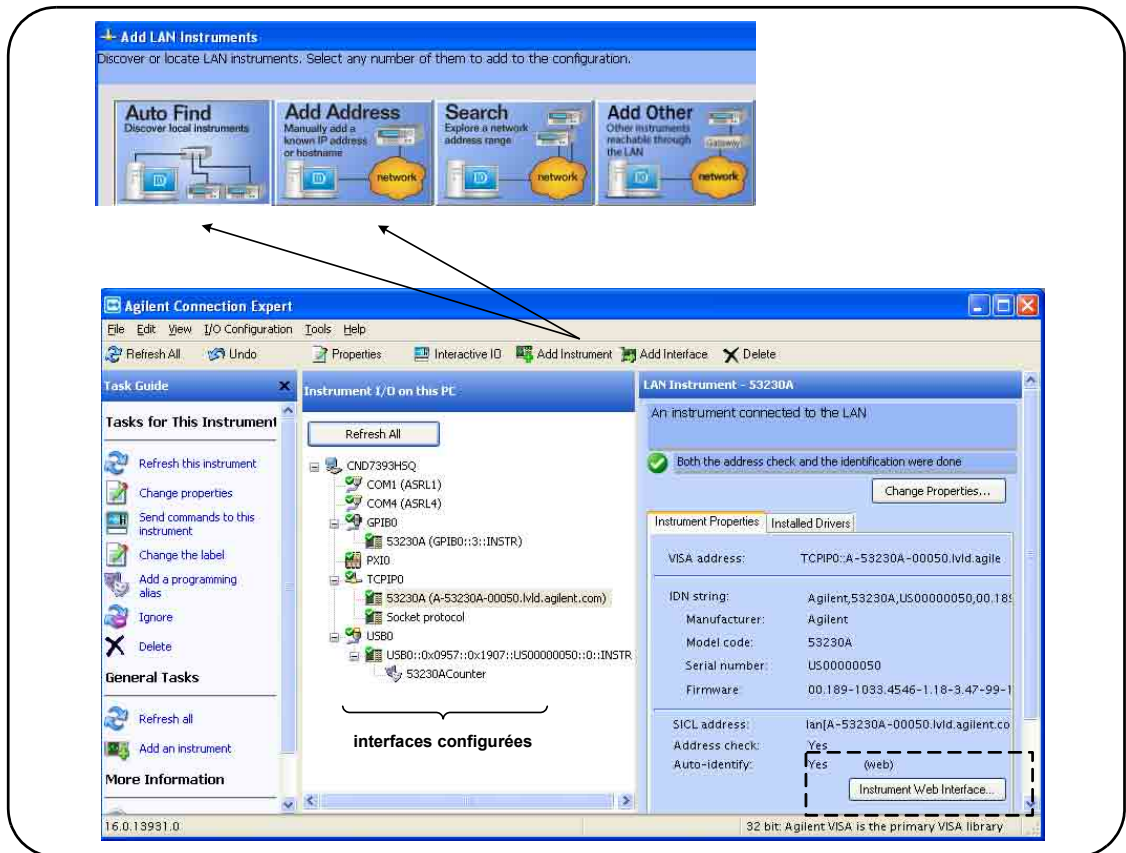 Add LAN Instruments
Discover or locate LAN instruments. Select any number of them to add to the configuration.
Auto Find
Discover local instruments
Add Address
Manually add a
known IP address
or hostname
network
Search
Explore a network
address range
network
Add Other
Other instruments
reachable through
the LAN
Gateway
network
Agilent Connection Expert
File Edit View I/O Configuration Tools Help
Refresh All Undo Properties Interactive IO Add Instrument Add Interface Delete
Task Guide
Tasks for This Instrument
Refresh this instrument
Change properties
Send commands to this
instrument
Change the label
Add a programming
alias
Ignore
Delete
General Tasks
Refresh all
Add an instrument
More Information
Instrument I/O on this PC
Refresh All
CND7393HSQ
COM1 (ASRL1)
COM4 (ASRL4)
GPIB0
53230A (GPIB0::3::INSTR)
PXI0
TCPIP0
53230A (A-53230A-00050.lvld.agilent.com)
Socket protocol
USB0
USB0::0x0957::0x1907::US00000050::0::INSTR
53230ACounter
interfaces configurées
LAN Instrument - 53230A
An instrument connected to the LAN
Both the address check and the identification were done
Change Properties...
Instrument Properties Installed Drivers
VISA address: TCPIP0::A-53230A-00050.lvld.agile
IDN string: Agilent,53230A,US00000050,00.189
Manufacturer: Agilent
Model code: 53230A
Serial number: US00000050
Firmware 00.189-1033.4546-1.18-3.47-99-1
SICL address: lan[A-53230A-00050.lvld.agilent.co
Address check: Yes
Auto-identify: Yes (web)
Instrument Web Interface...
16.0.13931.0
32 bit: Agilent VISA is the primary VISA library